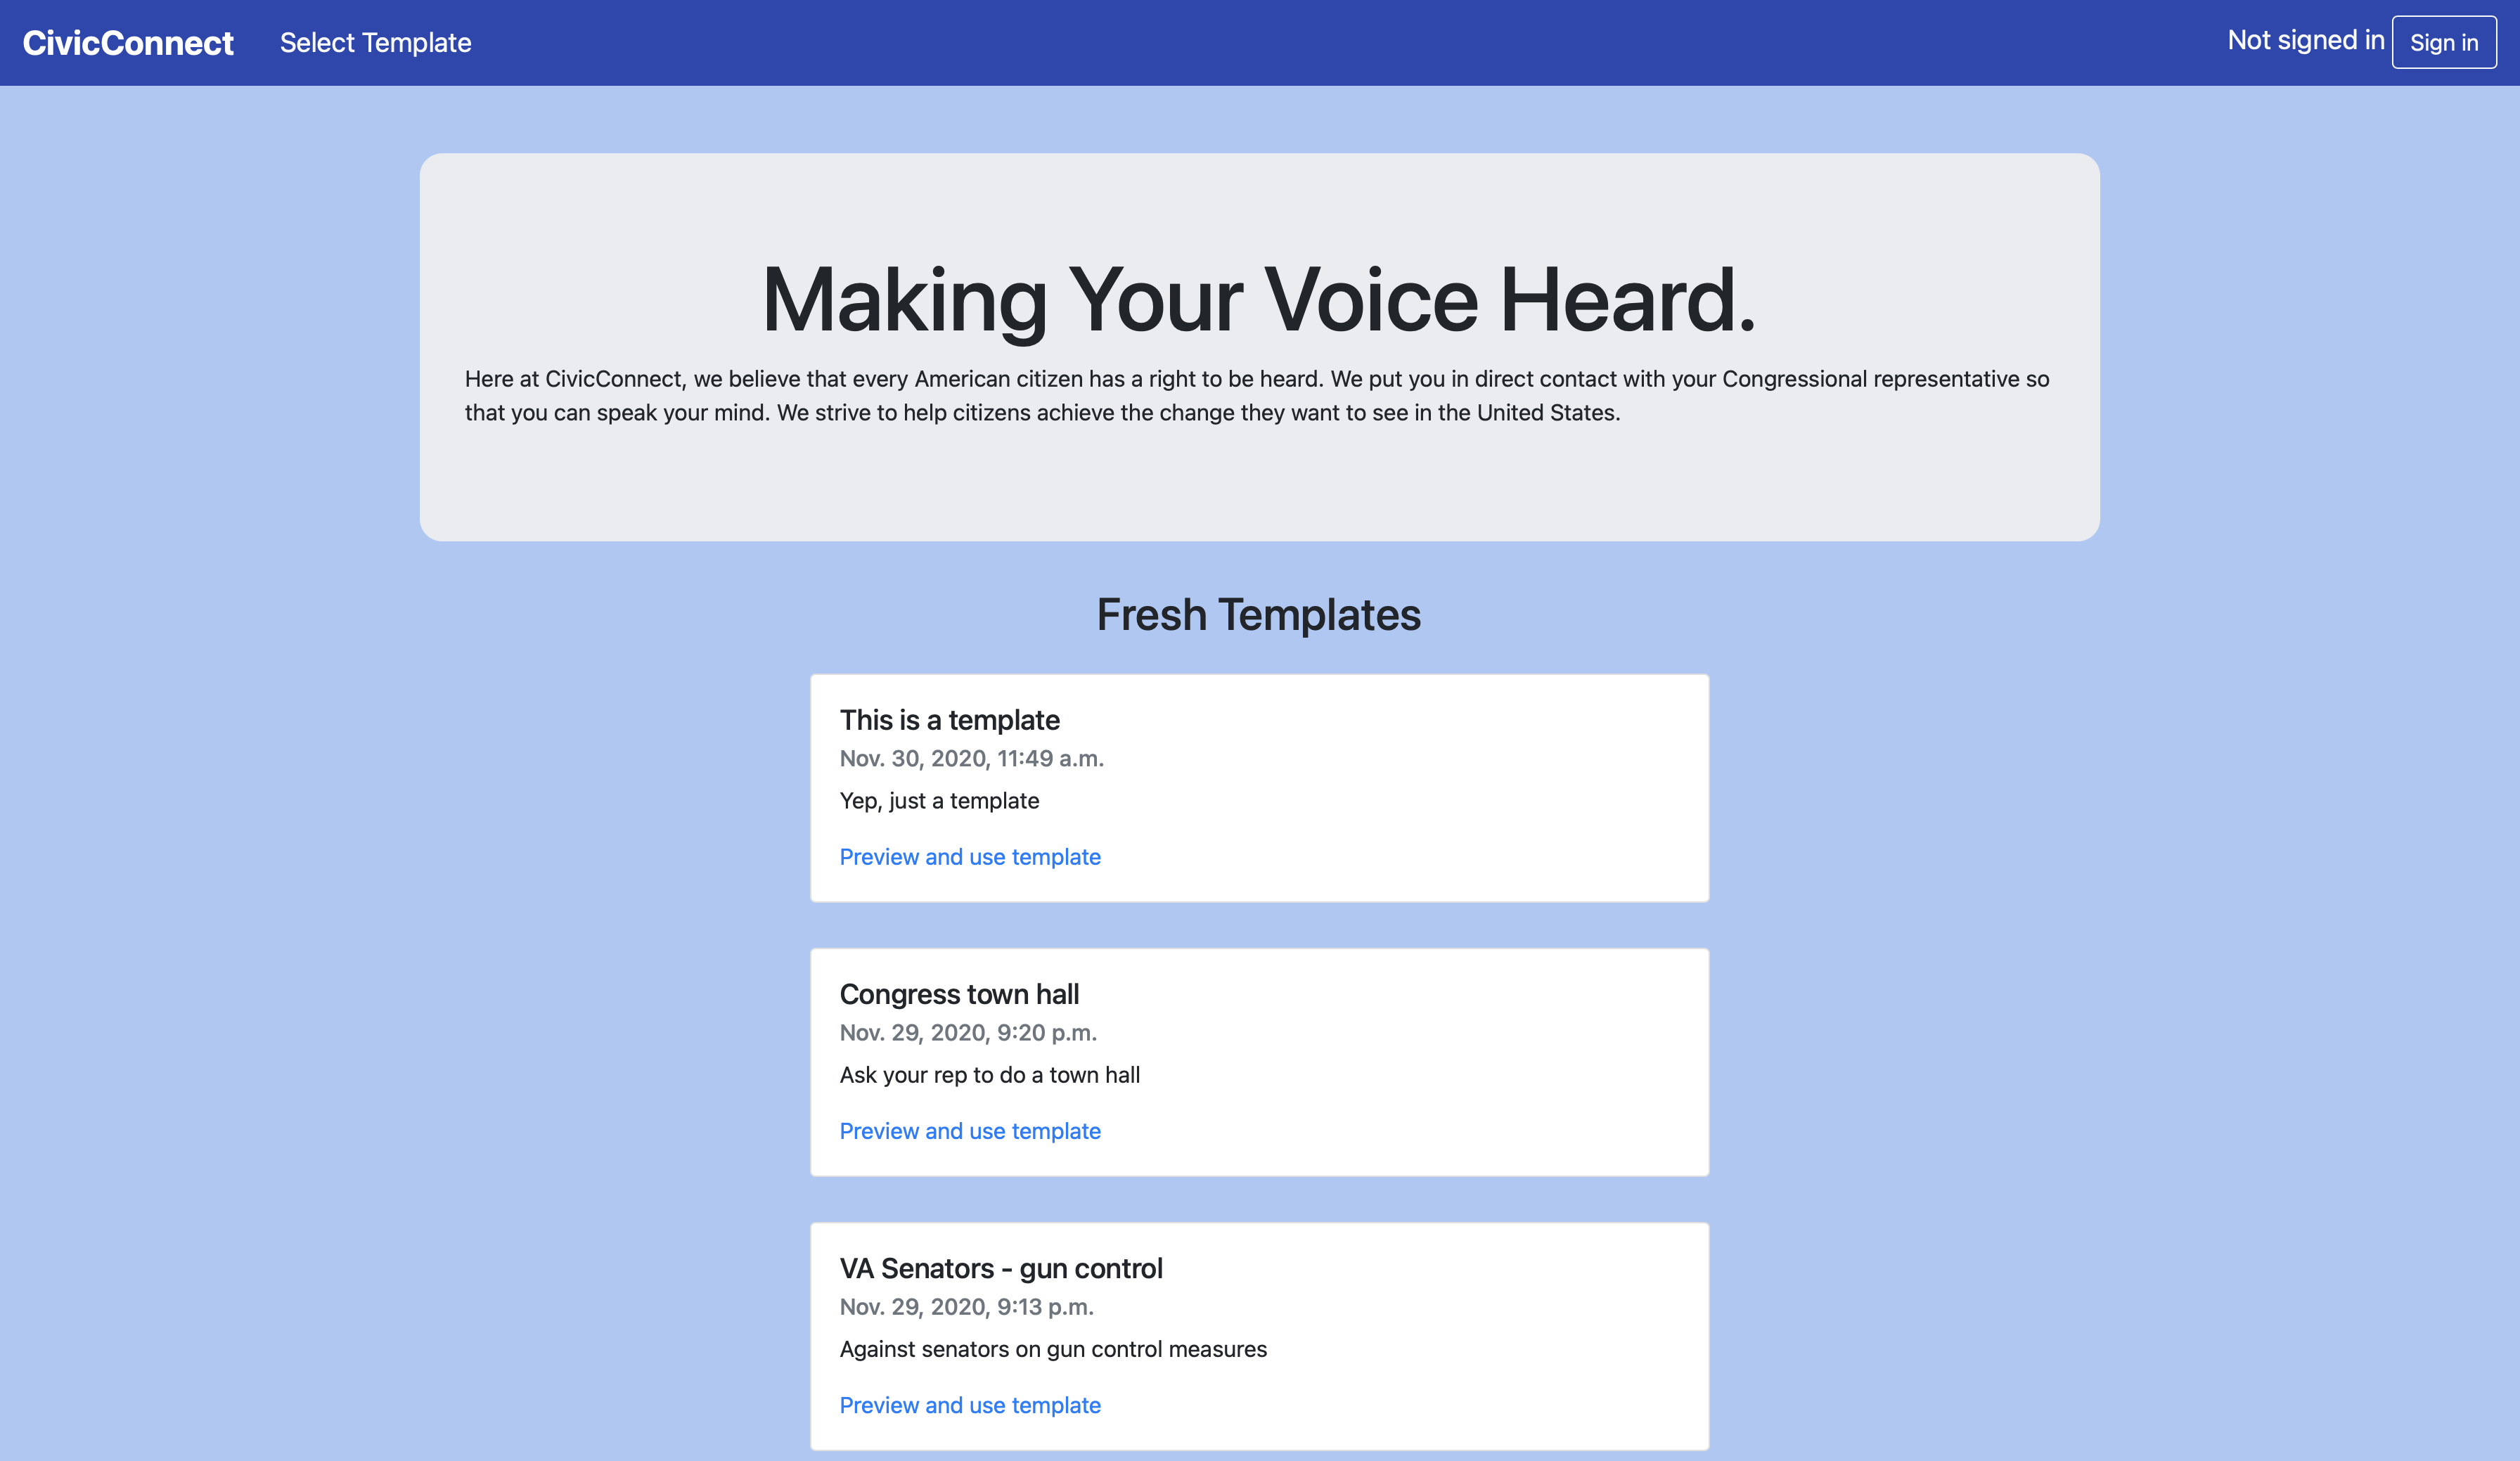 CivicConnect Select Template Not signed in Sign in
Making Your Voice Heard.
Here at CivicConnect, we believe that every American citizen has a right to be heard. We put you in direct contact with your Congressional representative so
that you can speak your mind. We strive to help citizens achieve the change they want to see in the United States.
Fresh Templates
This is a template
Nov. 30, 2020, 11:49 a.m.
Yep, just a template
Preview and use template
Congress town hall
Nov. 29, 2020, 9:20 p.m.
Ask your rep to do a town hall
Preview and use template
VA Senators - gun control
Nov. 29, 2020, 9:13 p.m.
Against senators on gun control measures
Preview and use template